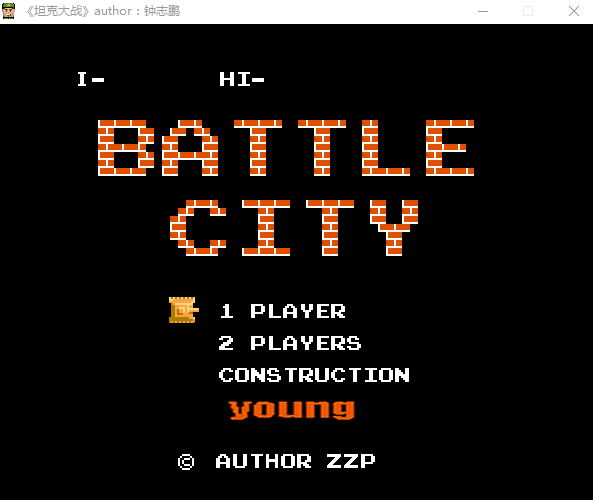 《坦克大战》author：钟志鹏
I- HI-
BATTLE
CITY
1 PLAYER
2 PLAYERS
CONSTRUCTION
young
© AUTHOR ZZP